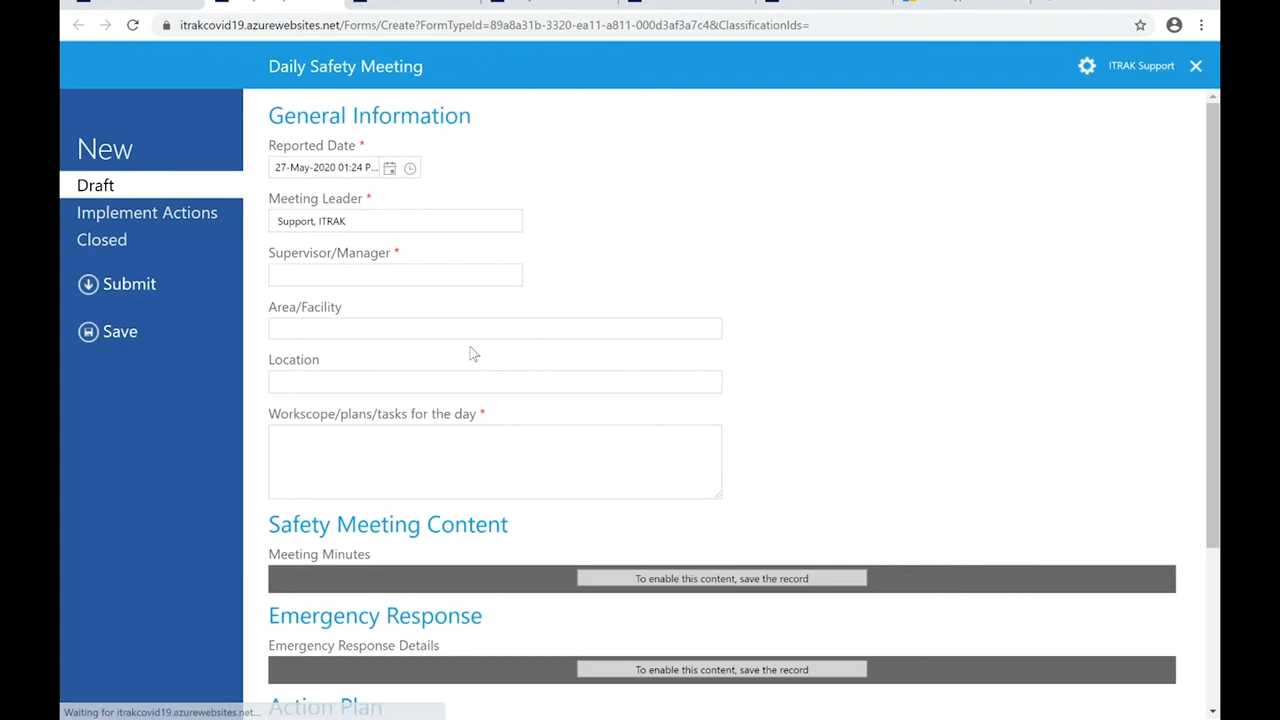 itrakcovid19.azurewebsites.net/Forms/Create?FormTypeId=89a8a31b-3320-ea11-a811-000d3af3a7c4&ClassificationIds=
Daily Safety Meeting
ITRAK Support
New
Draft
Implement Actions
Closed
Submit
Save
General Information
Reported Date *
27-May-2020 01:24 P...
Meeting Leader *
Support, ITRAK
Supervisor/Manager *
Area/Facility
Location
Workscope/plans/tasks for the day *
Safety Meeting Content
Meeting Minutes
To enable this content, save the record
Emergency Response
Emergency Response Details
To enable this content, save the record
Action Plan
Waiting for itrakcovid19.azurewebsites.net...